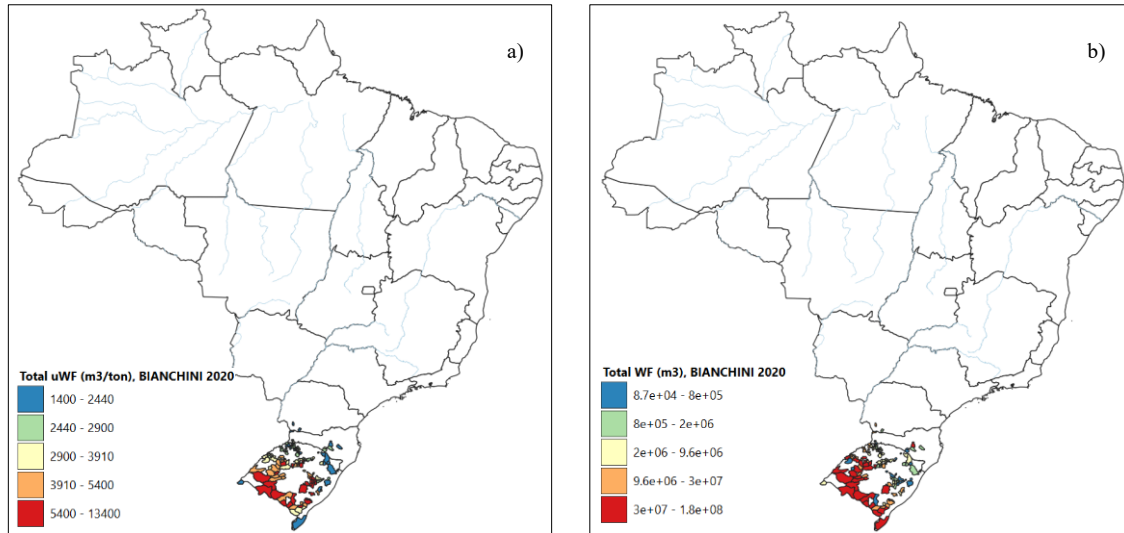 a)
Total uWF (m3/ton), BIANCHINI 2020
1400 - 2440
2440 - 2900
2900 - 3910
3910 - 5400
5400 - 13400
b)
Total WF (m3), BIANCHINI 2020
8.7e+04 - 8e+05
8e+05 - 2e+06
2e+06 - 9.6e+06
9.6e+06 - 3e+07
3e+07 - 1.8e+08